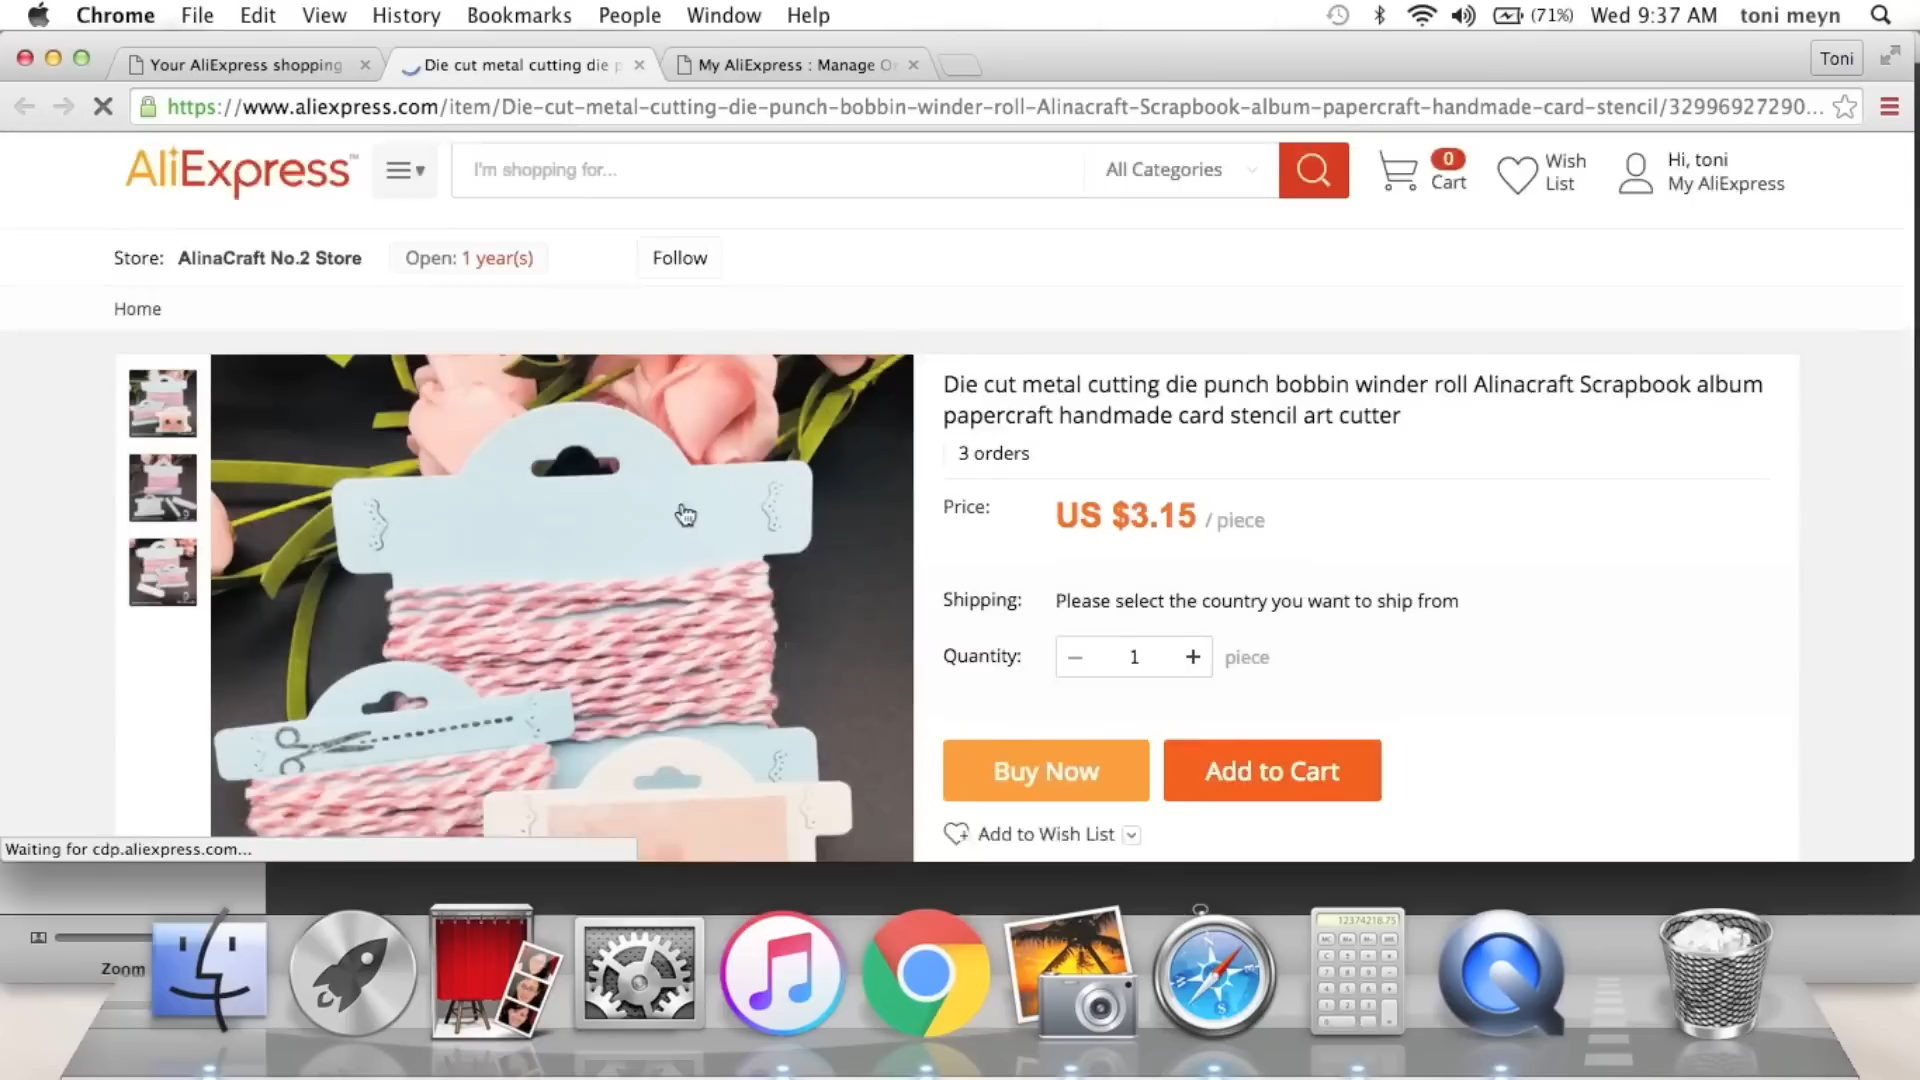 Chrome File Edit View History Bookmarks People Window Help (71%) Wed 9:37 AM toni meyn
Your AliExpress shopping Die cut metal cutting die p My AliExpress : Manage O Toni
https://www.aliexpress.com/item/Die-cut-metal-cutting-die-punch-bobbin-winder-roll-Alinacraft-Scrapbook-album-papercraft-handmade-card-stencil/32996927290...
AliExpress™ I'm shopping for... All Categories 0 Cart Wish List Hi, toni My AliExpress
Store: AlinaCraft No.2 Store Open: 1 year(s) Follow
Home
Die cut metal cutting die punch bobbin winder roll Alinacraft Scrapbook album
papercraft handmade card stencil art cutter
3 orders
Price: US $3.15 / piece
Shipping: Please select the country you want to ship from
Quantity: − 1 + piece
Buy Now Add to Cart
Add to Wish List
Waiting for cdp.aliexpress.com...
Zoom
12374218.75